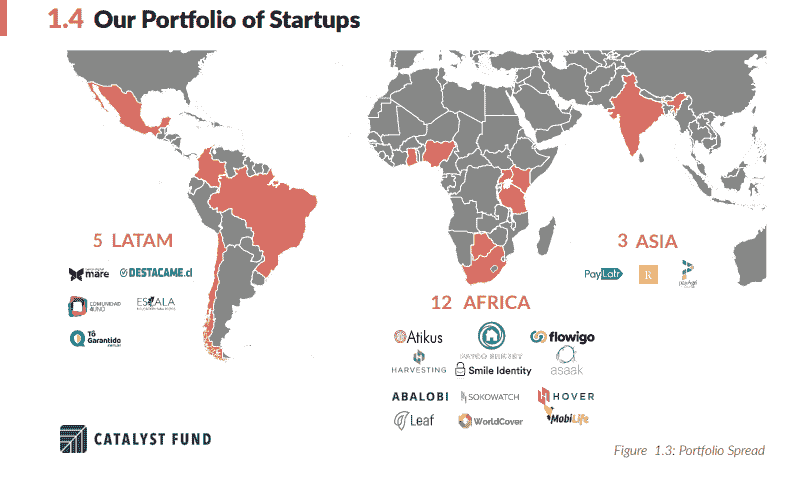 1.4 Our Portfolio of Startups
5 LATAM
mare
DESTACAME.cl
COMUNIDAD
4UNO
ESCALA
Tô
Garantido
12 AFRICA
Atikus
flowigo
HARVESTING
Smile Identity
asaak
ABALOBI
SOKOWATCH
HOVER
Leaf
WorldCover
MobiLife
3 ASIA
PayLatr
R
CATALYST FUND
Figure 1.3: Portfolio Spread